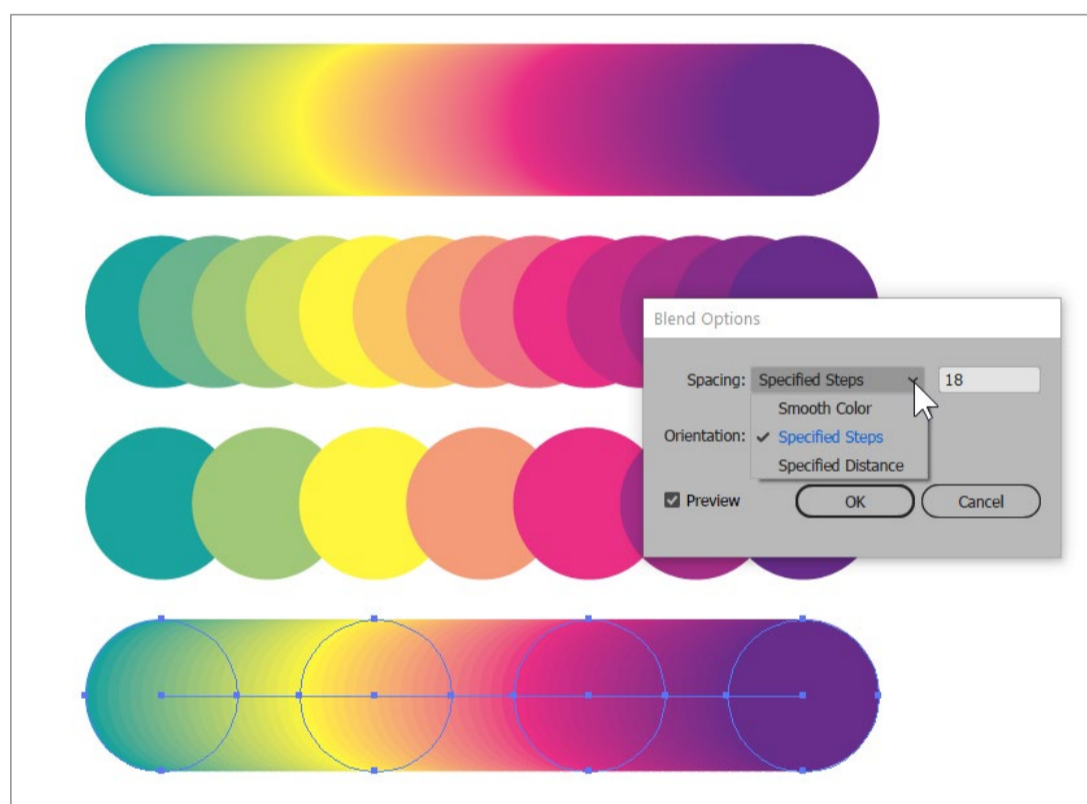 Blend Options
Spacing: Specified Steps 18
Smooth Color
Orientation: Specified Steps
Specified Distance
Preview OK Cancel